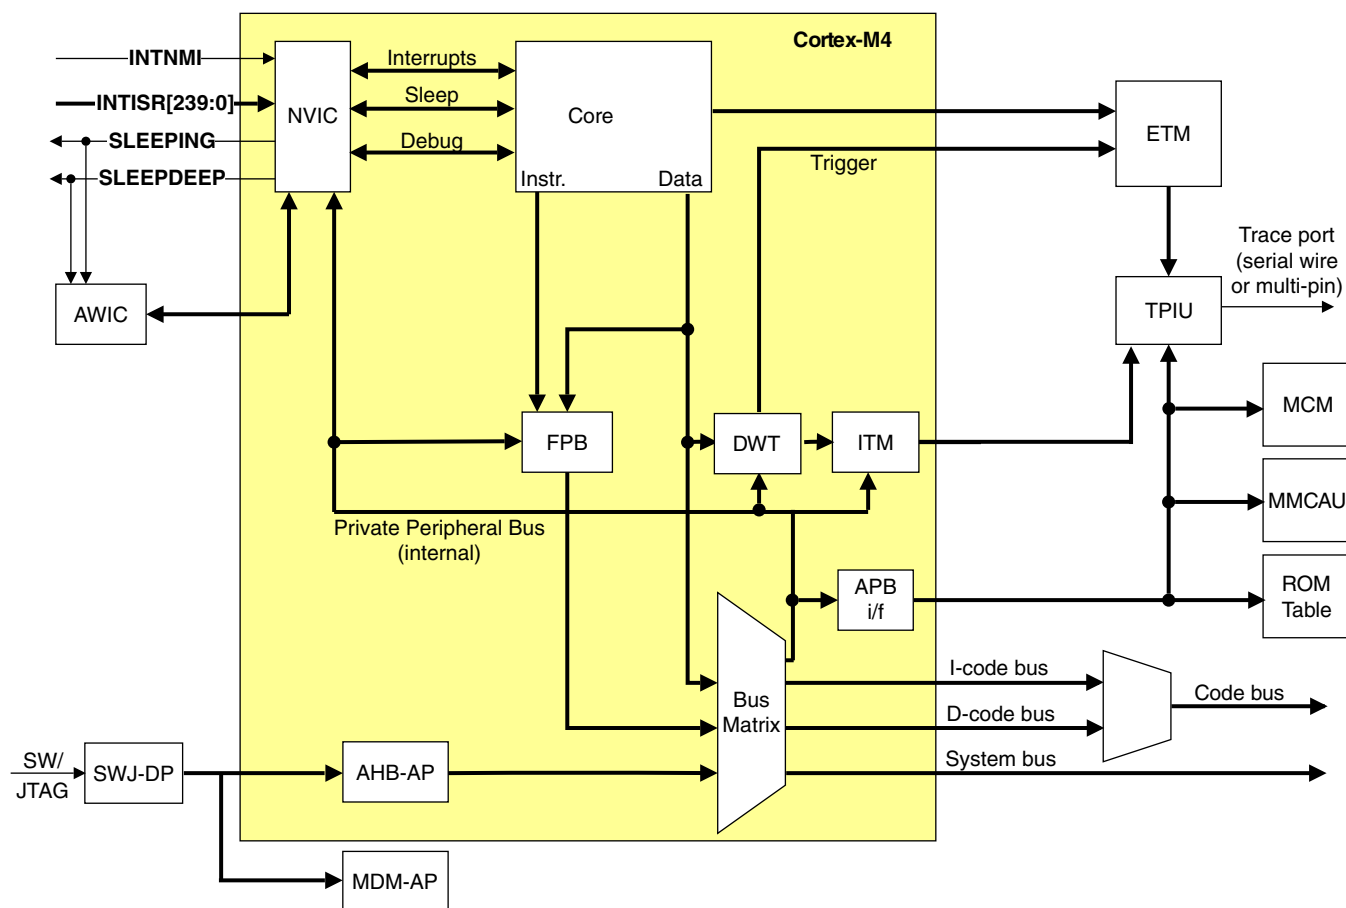 Cortex-M4
INTNMI
INTISR[239:0]
SLEEPING
SLEEPDEEP
NVIC
Interrupts
Sleep
Debug
Core
Instr.
Data
Trigger
ETM
Trace port
(serial wire
or multi-pin)
TPIU
AWIC
MCM
FPB
DWT
ITM
MMCAU
Private Peripheral Bus
(internal)
APB
i/f
ROM
Table
I-code bus
Code bus
Bus
Matrix
D-code bus
System bus
SW/
JTAG
SWJ-DP
AHB-AP
MDM-AP